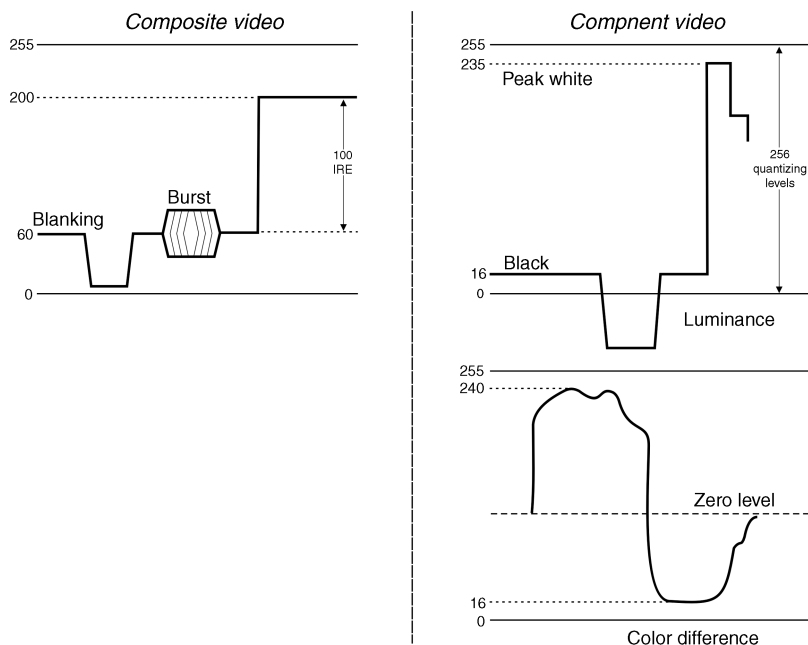 Composite video
255
200
100
IRE
Burst
Blanking
60
0
Compnent video
255
235
Peak white
256
quantizing
levels
Black
16
0
Luminance
255
240
Zero level
16
0
Color difference